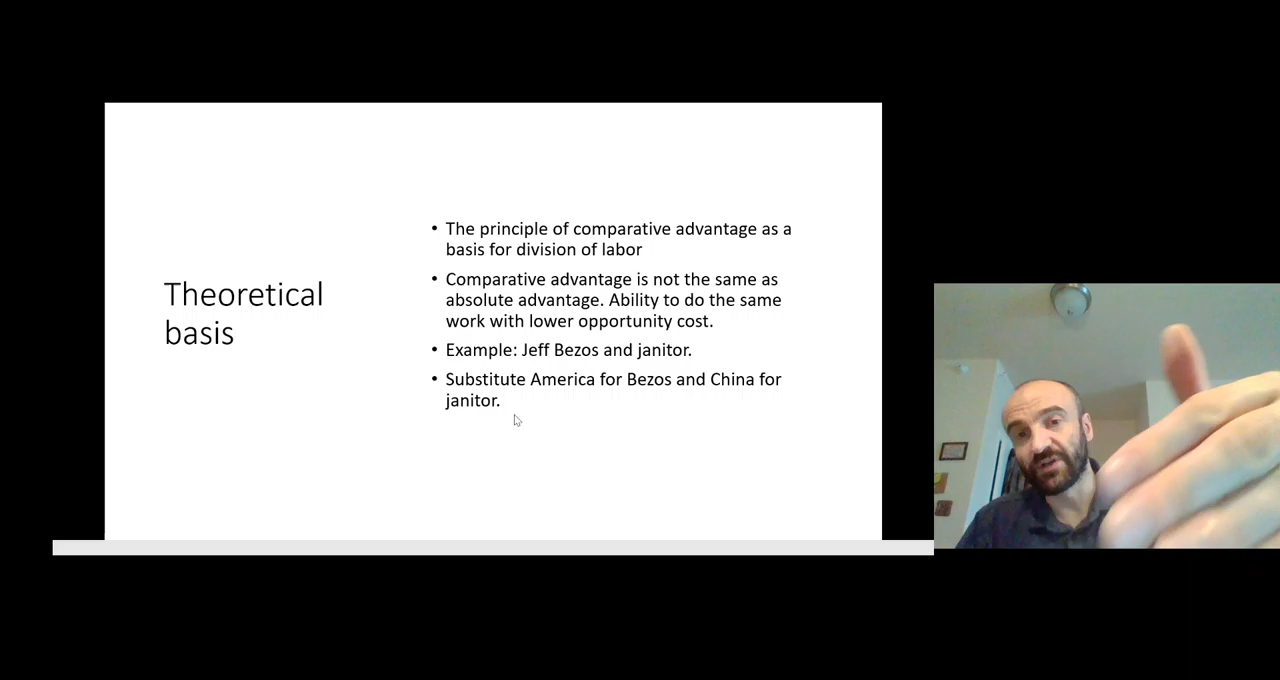 Theoretical
basis
• The principle of comparative advantage as a
basis for division of labor
• Comparative advantage is not the same as
absolute advantage. Ability to do the same
work with lower opportunity cost.
• Example: Jeff Bezos and janitor.
• Substitute America for Bezos and China for
janitor.